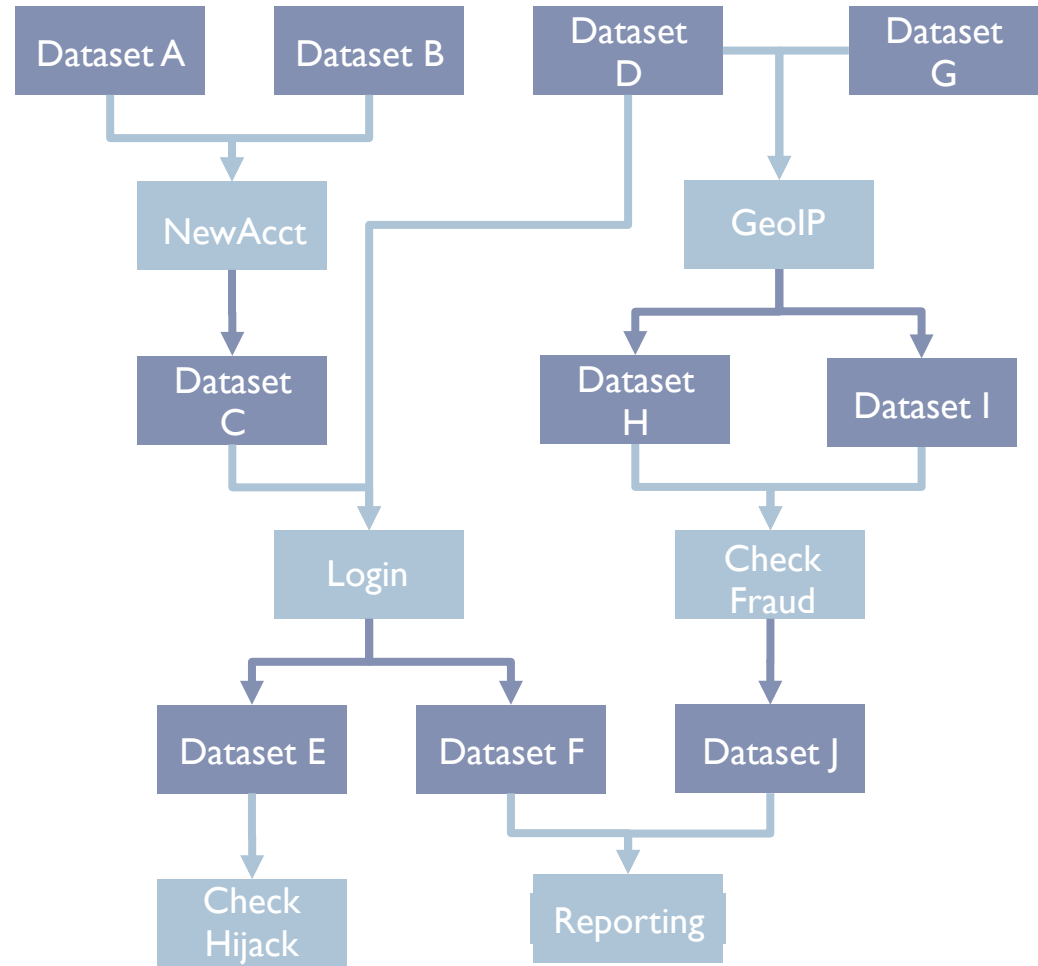 Dataset A
Dataset B
Dataset
D
Dataset
G
NewAcct
GeoIP
Dataset
C
Dataset
H
Dataset I
Login
Check
Fraud
Dataset E
Dataset F
Dataset J
Check
Hijack
Reporting